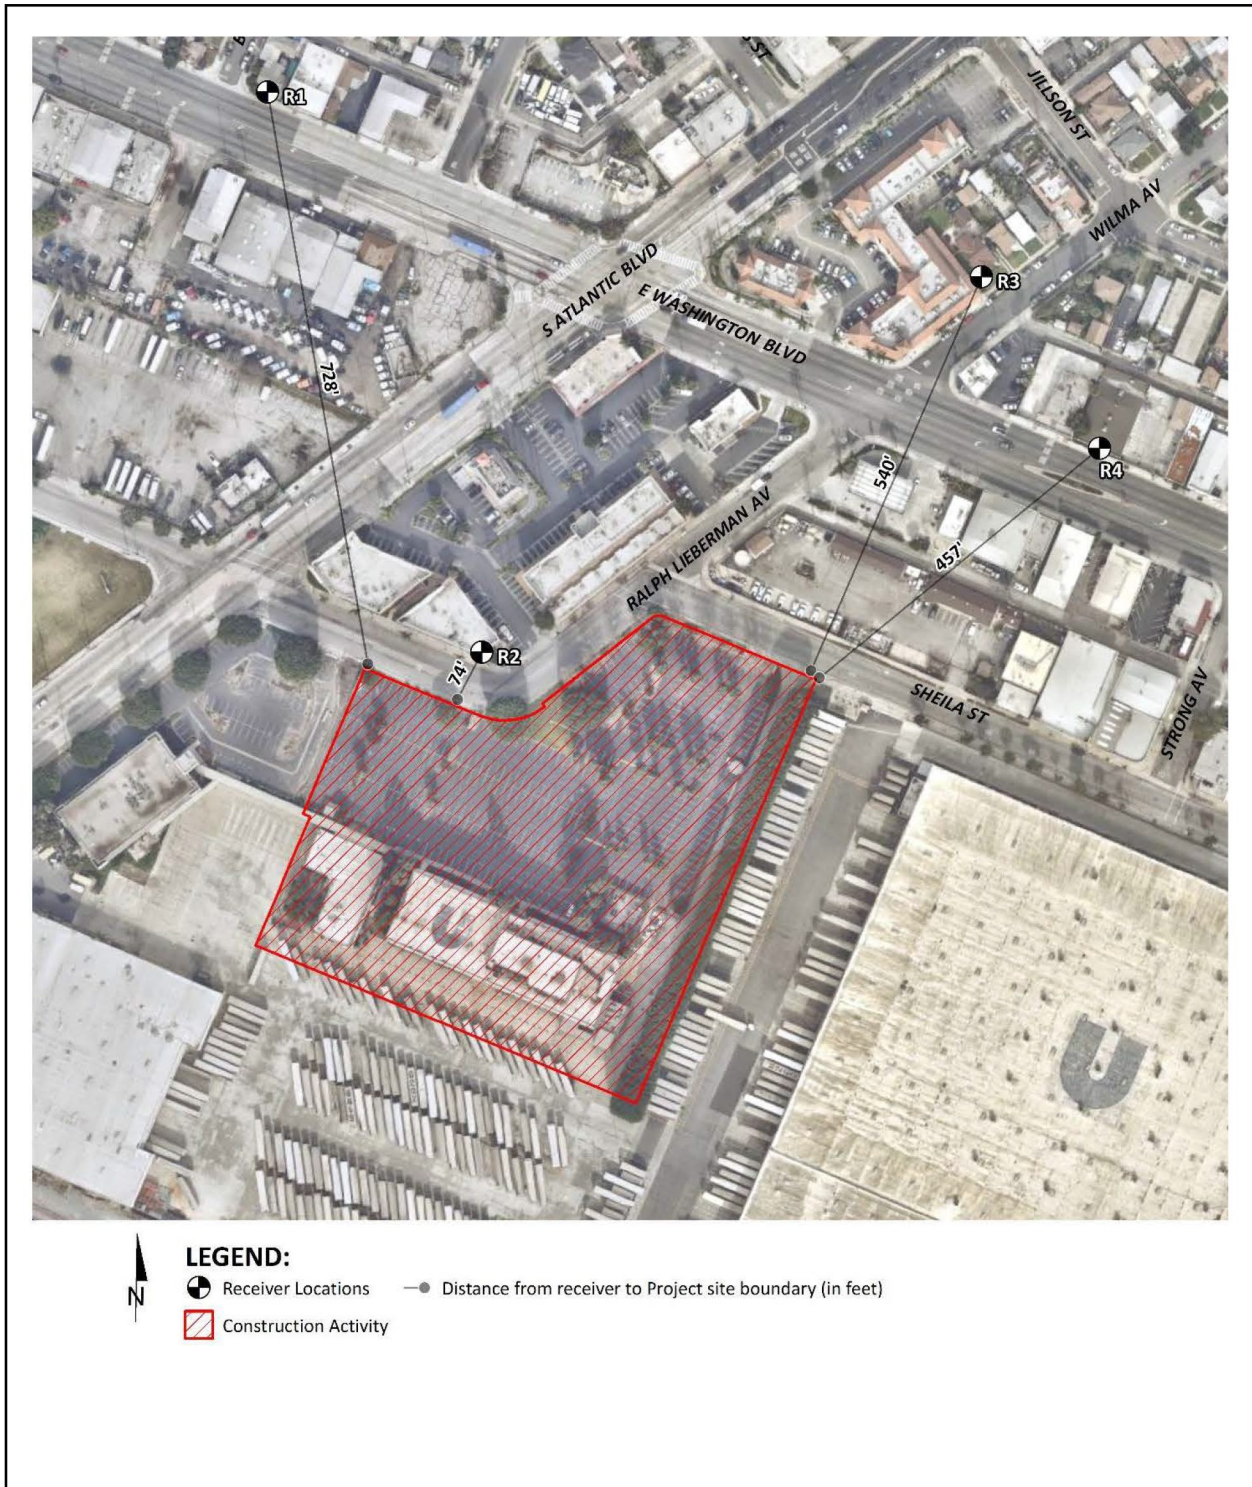 ST
JILLSON ST
R1
WILMA AV
S ATLANTIC BLVD
R3
E WASHINGTON BLVD
728'
540'
R4
457'
RALPH LIEBERMAN AV
R2
74'
SHEILA ST
STRONG AV
N
LEGEND:
Receiver Locations
Distance from receiver to Project site boundary (in feet)
Construction Activity